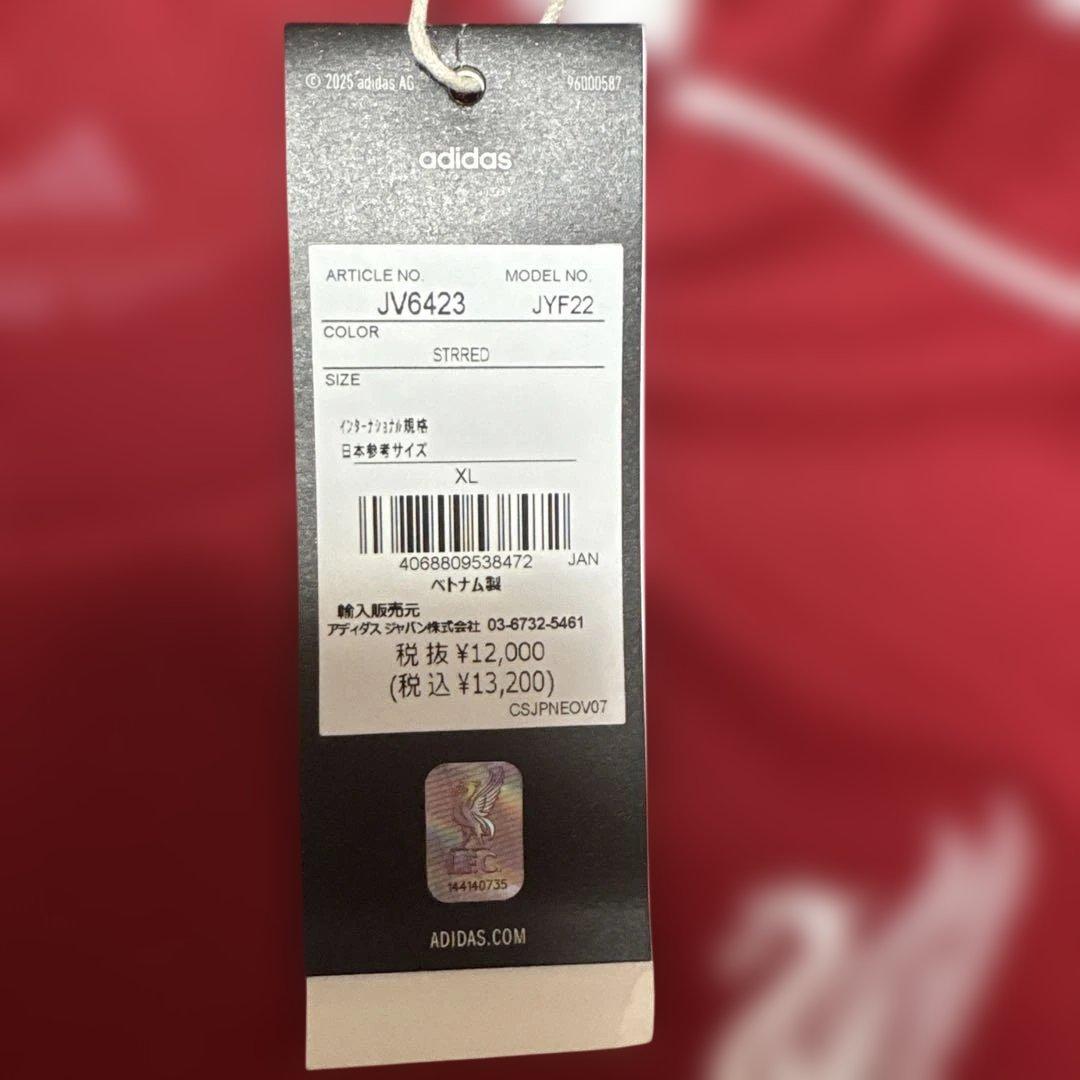 © 2025 adidas AG 96000587
adidas
ARTICLE NO. MODEL NO.
JV6423 JYF22
COLOR
STRRED
SIZE
インターナショナル規格
日本参考サイズ
XL
4068809538472 JAN
ベトナム製
輸入販売元
アディダス ジャパン株式会社 03-6732-5461
税抜 ¥12,000
(税込 ¥13,200)
CSJPNEOV07
L.F.C.
144140735
ADIDAS.COM